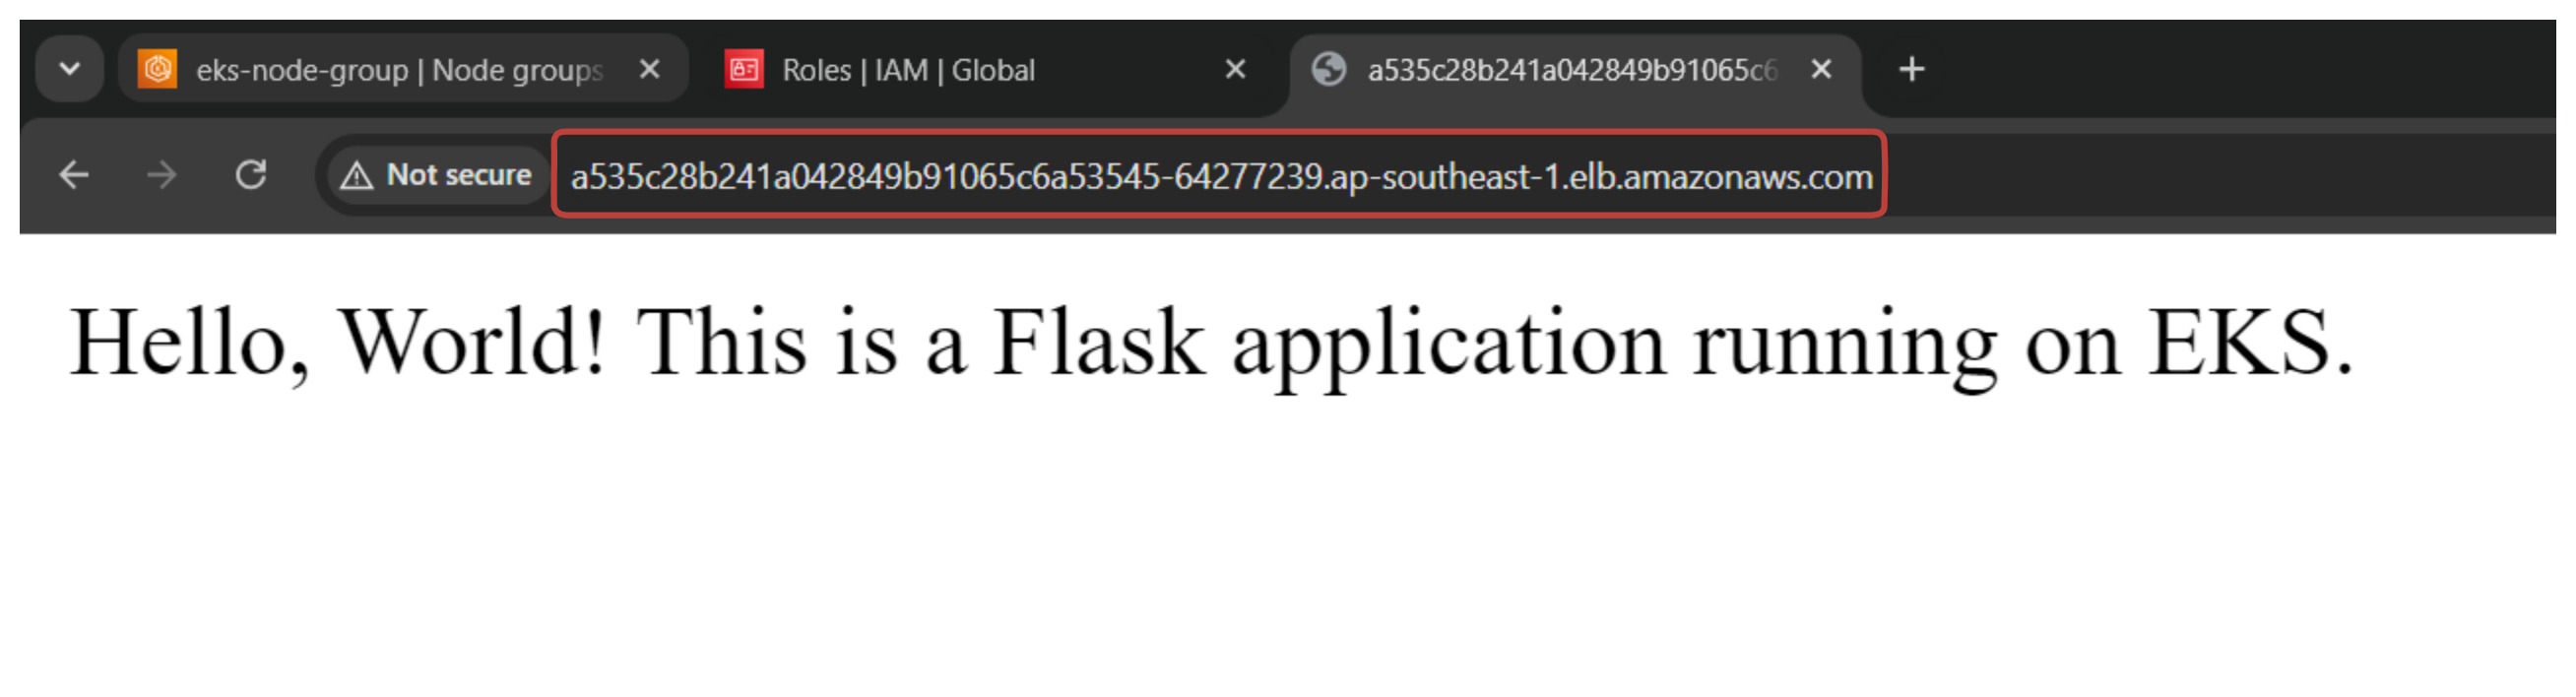 eks-node-group | Node groups
Roles | IAM | Global
a535c28b241a042849b91065c6
Not secure
a535c28b241a042849b91065c6a53545-64277239.ap-southeast-1.elb.amazonaws.com
Hello, World! This is a Flask application running on EKS.